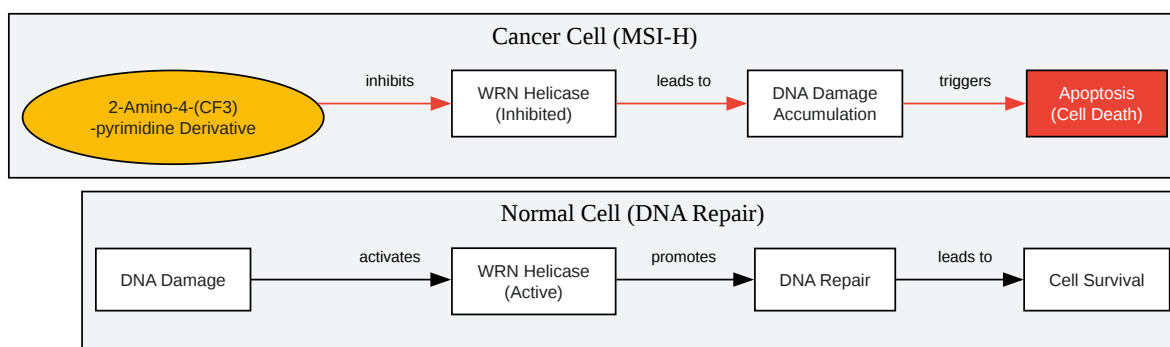 Cancer Cell (MSI-H)
2-Amino-4-(CF3)
-pyrimidine Derivative
inhibits
WRN Helicase
(Inhibited)
leads to
DNA Damage
Accumulation
triggers
Apoptosis
(Cell Death)
Normal Cell (DNA Repair)
DNA Damage
activates
WRN Helicase
(Active)
promotes
DNA Repair
leads to
Cell Survival